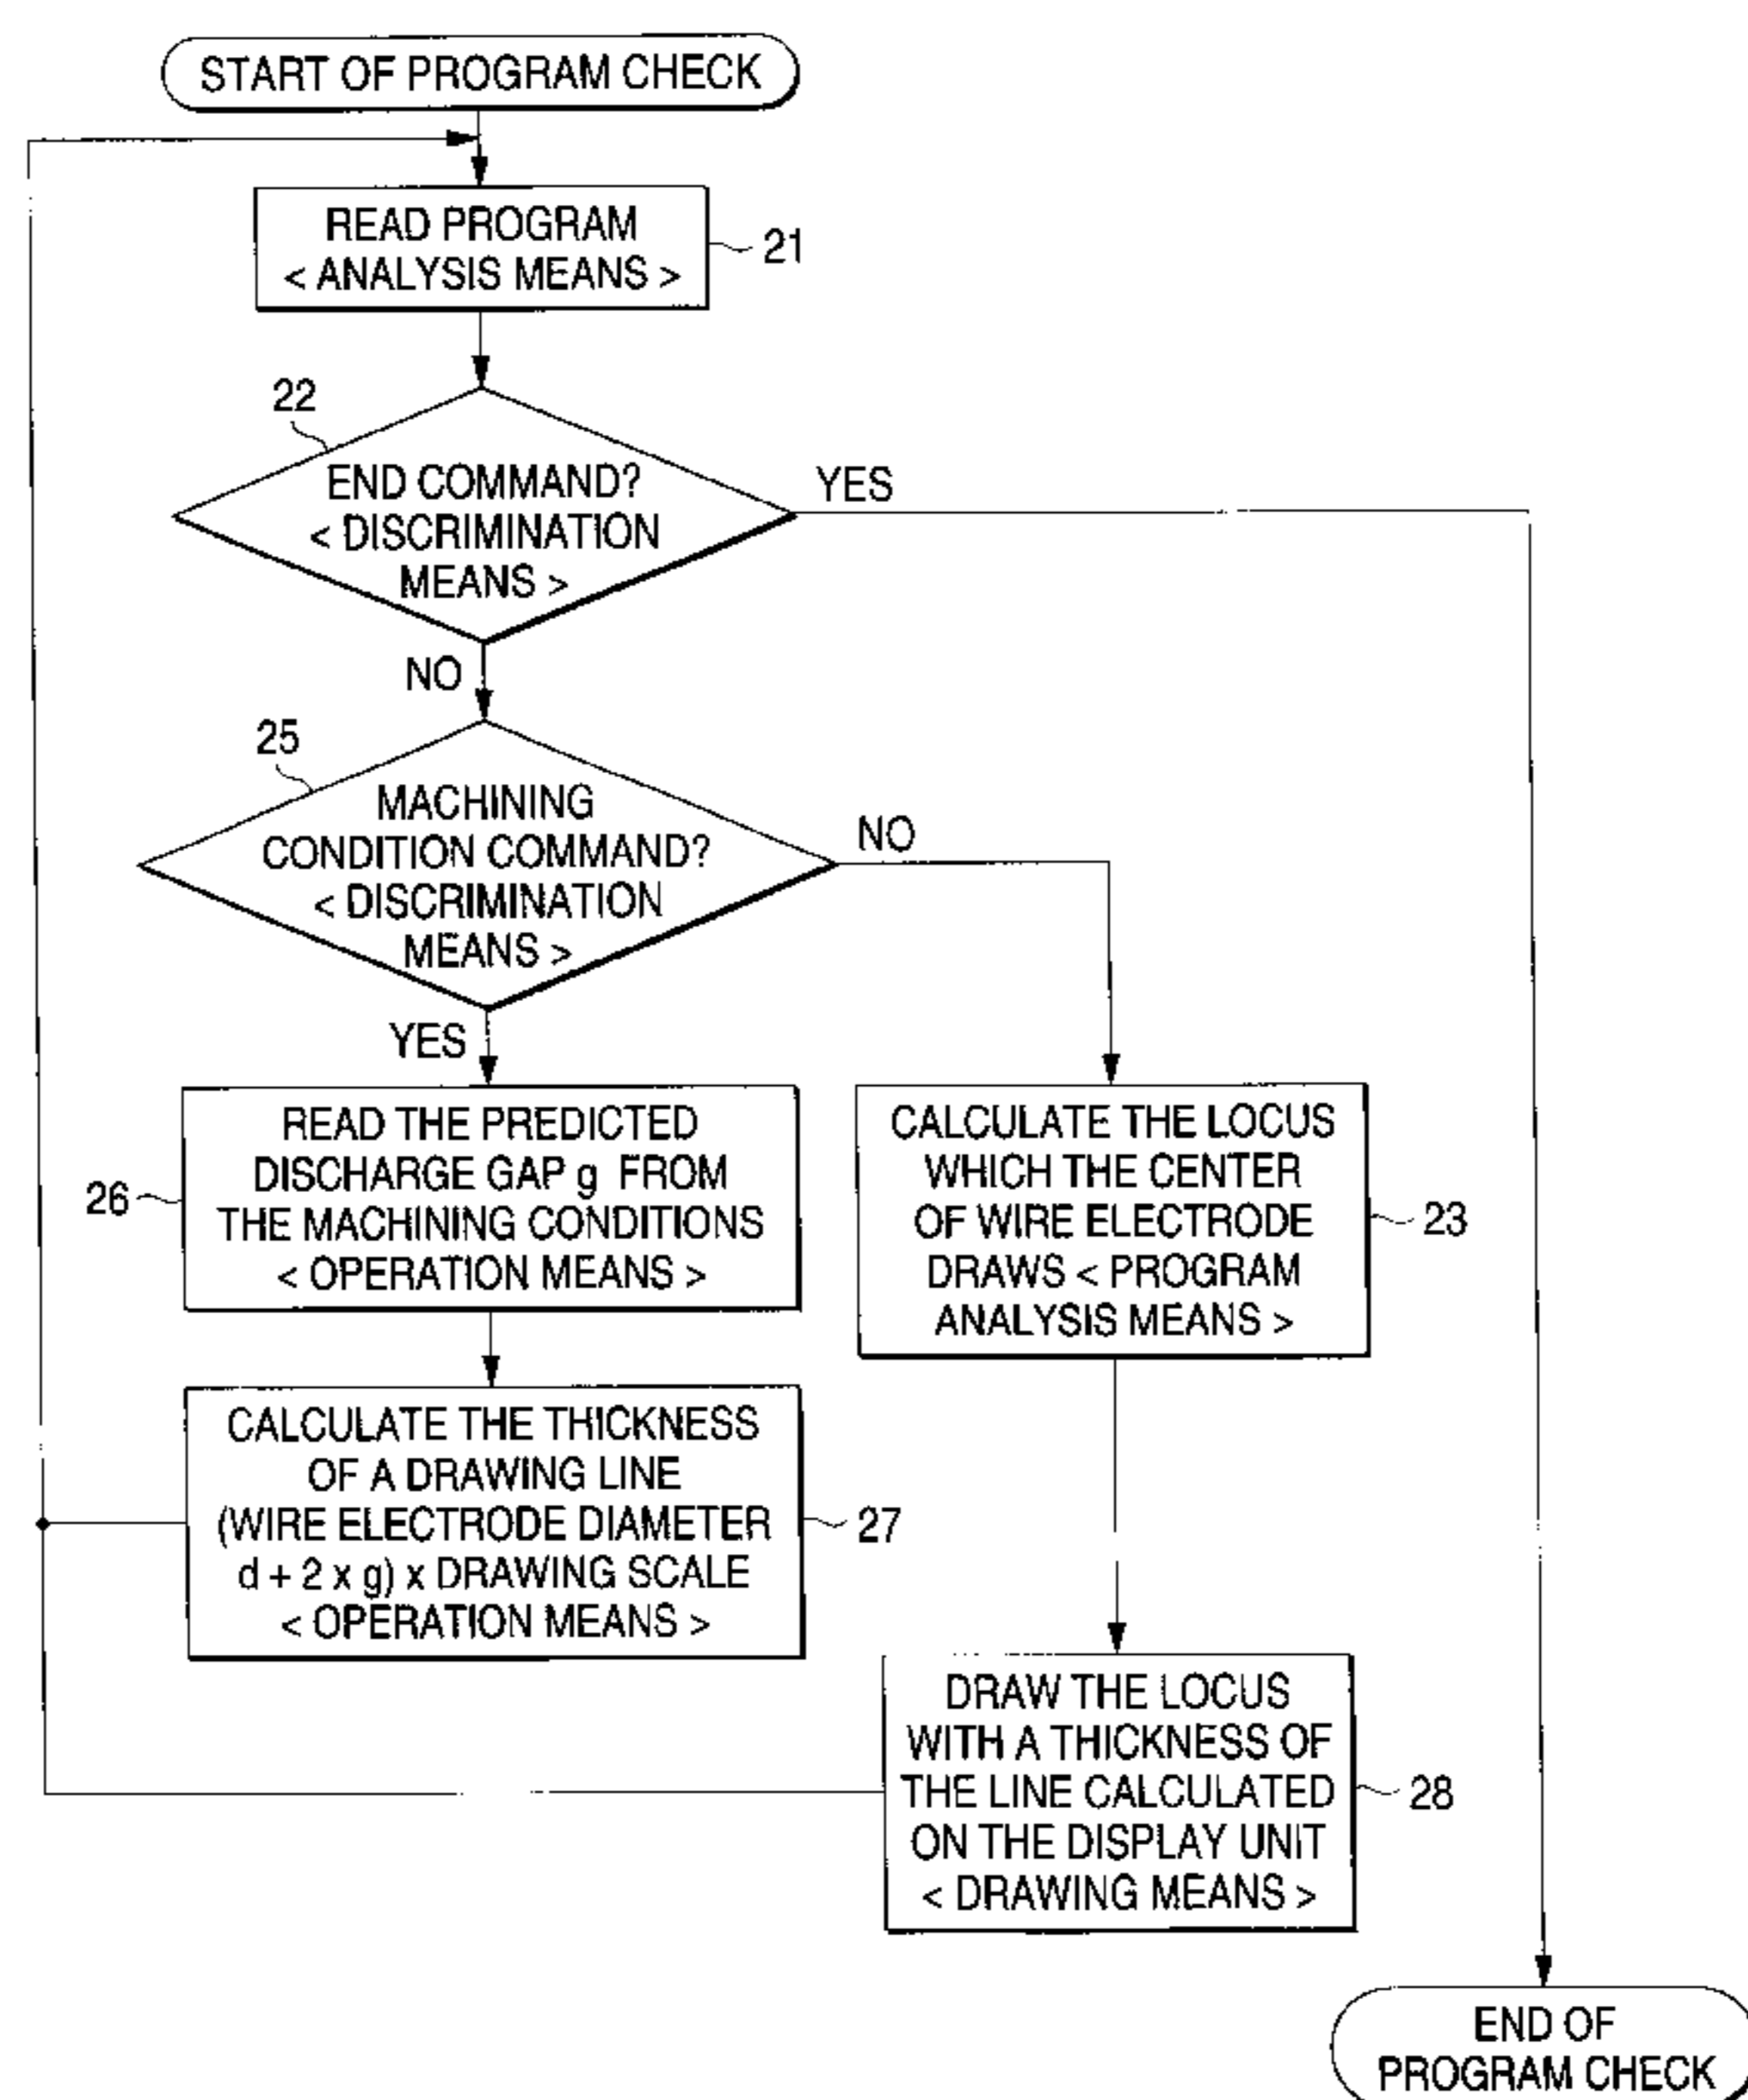 START OF PROGRAM CHECK
READ PROGRAM
< ANALYSIS MEANS >
21
22
END COMMAND?
< DISCRIMINATION
MEANS >
YES
NO
25
MACHINING
CONDITION COMMAND?
< DISCRIMINATION
MEANS >
NO
YES
READ THE PREDICTED
DISCHARGE GAP g FROM
THE MACHINING CONDITIONS
< OPERATION MEANS >
26
CALCULATE THE LOCUS
WHICH THE CENTER
OF WIRE ELECTRODE
DRAWS < PROGRAM
ANALYSIS MEANS >
23
CALCULATE THE THICKNESS
OF A DRAWING LINE
(WIRE ELECTRODE DIAMETER
d + 2 x g) x DRAWING SCALE
< OPERATION MEANS >
27
DRAW THE LOCUS
WITH A THICKNESS OF
THE LINE CALCULATED
ON THE DISPLAY UNIT
< DRAWING MEANS >
28
END OF
PROGRAM CHECK